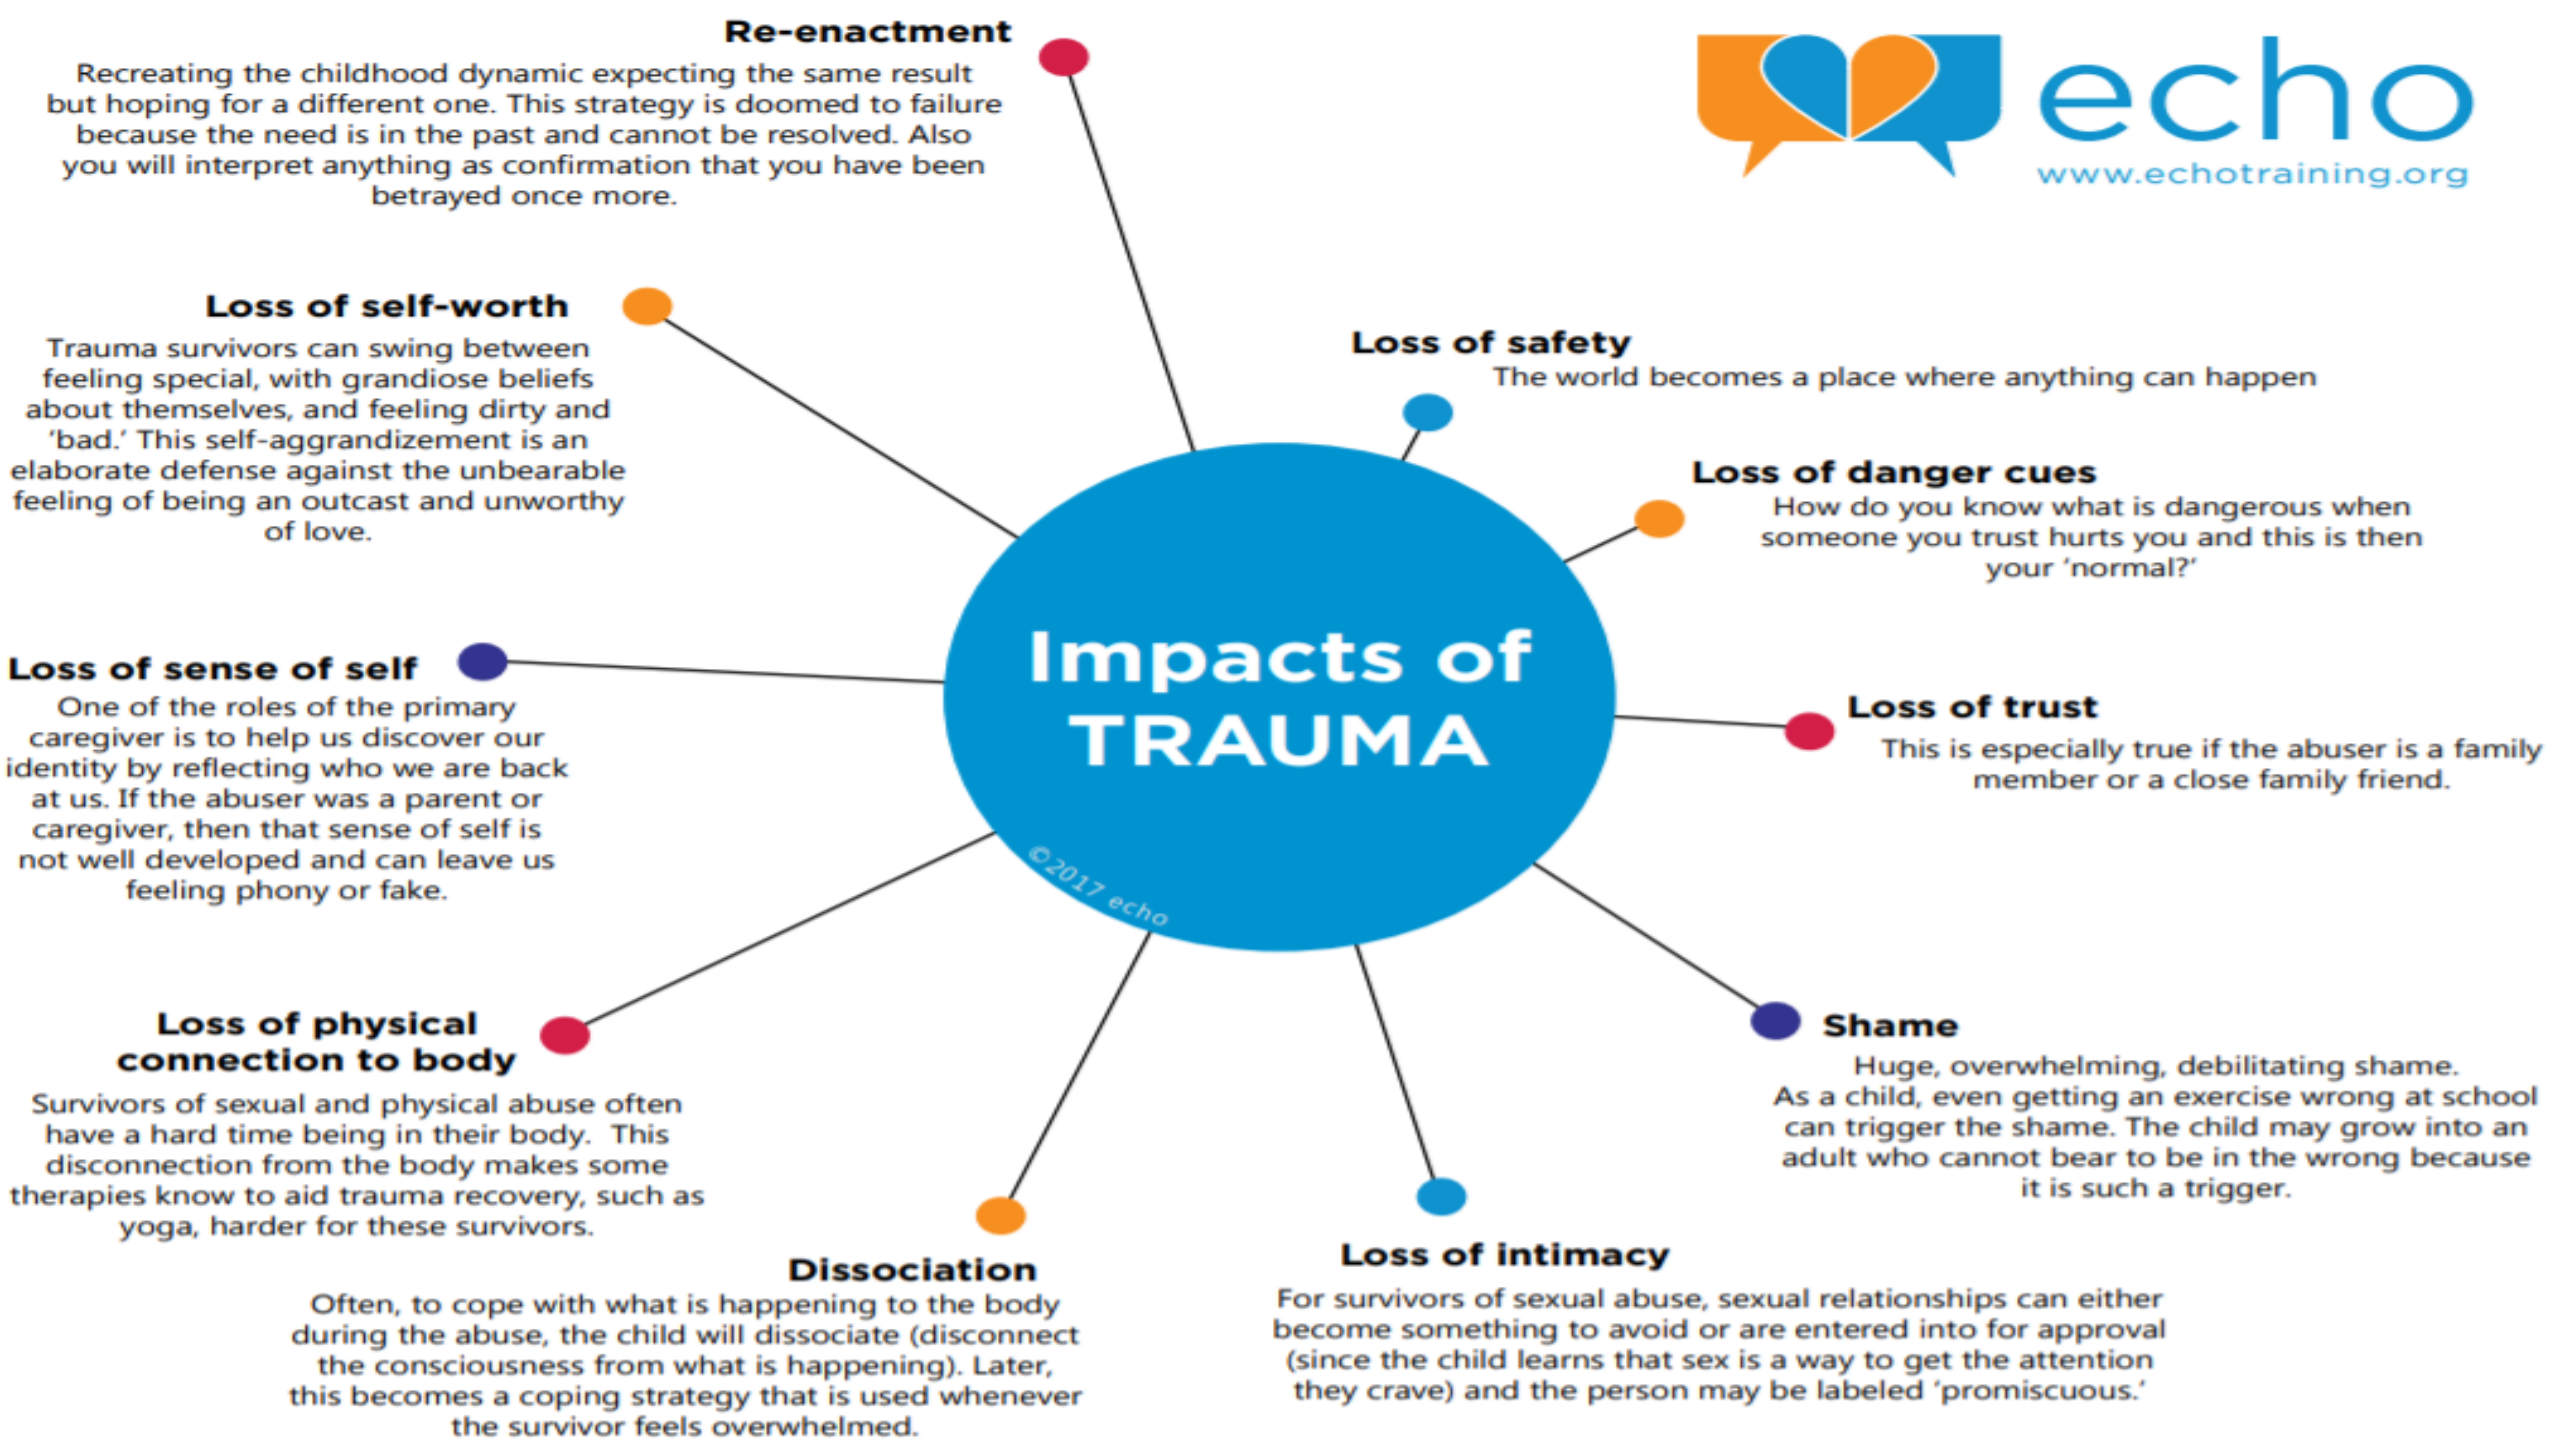 Re-enactment
Recreating the childhood dynamic expecting the same result
but hoping for a different one. This strategy is doomed to failure
because the need is in the past and cannot be resolved. Also
you will interpret anything as confirmation that you have been
betrayed once more.
echo
www.echotraining.org
Loss of self-worth
Trauma survivors can swing between
feeling special, with grandiose beliefs
about themselves, and feeling dirty and
‘bad.’ This self-aggrandizement is an
elaborate defense against the unbearable
feeling of being an outcast and unworthy
of love.
Loss of safety
The world becomes a place where anything can happen
Loss of danger cues
How do you know what is dangerous when
someone you trust hurts you and this is then
your ‘normal?’
Impacts of
TRAUMA
©2017 echo
Loss of sense of self
One of the roles of the primary
caregiver is to help us discover our
identity by reflecting who we are back
at us. If the abuser was a parent or
caregiver, then that sense of self is
not well developed and can leave us
feeling phony or fake.
Loss of trust
This is especially true if the abuser is a family
member or a close family friend.
Loss of physical
connection to body
Survivors of sexual and physical abuse often
have a hard time being in their body. This
disconnection from the body makes some
therapies know to aid trauma recovery, such as
yoga, harder for these survivors.
Shame
Huge, overwhelming, debilitating shame.
As a child, even getting an exercise wrong at school
can trigger the shame. The child may grow into an
adult who cannot bear to be in the wrong because
it is such a trigger.
Dissociation
Often, to cope with what is happening to the body
during the abuse, the child will dissociate (disconnect
the consciousness from what is happening). Later,
this becomes a coping strategy that is used whenever
the survivor feels overwhelmed.
Loss of intimacy
For survivors of sexual abuse, sexual relationships can either
become something to avoid or are entered into for approval
(since the child learns that sex is a way to get the attention
they crave) and the person may be labeled ‘promiscuous.’